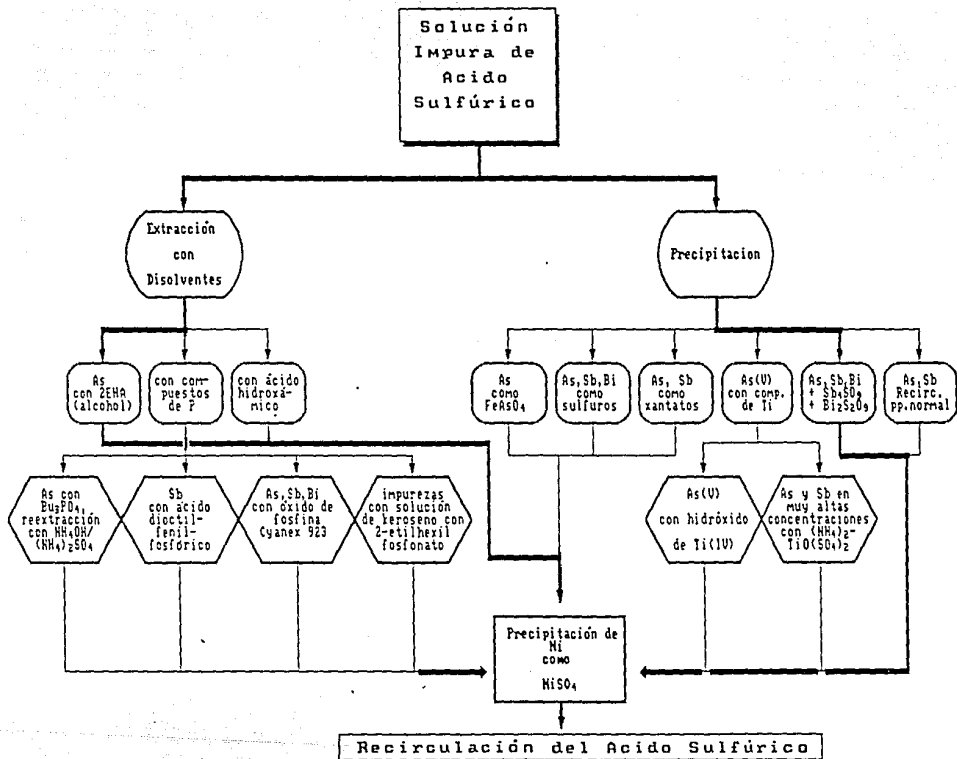 Solución
Impura de
Acido
Sulfúrico
Extracción
con
Disolventes
Precipitacion
As
con 2EHA
(alcohol)
con com-
puestos
de P
con ácido
hidroxá-
mico
As
como
FeAsO₄
As,Sb,Bi
como
sulfuros
As, Sb
como
xantatos
As(V)
con comp.
de Ti
As,Sb,Bi
+ Sb₄SO₉
+ Bi₂S₂O₉
As,Sb
Recirc.
pp.normal
As con
Bu₃PO₄,
reextracción
con NH₄OH/
(NH₄)₂SO₄
Sb
con ácido
dioctil-
fenil-
fosfórico
As,Sb,Bi
con óxido de
fosfina
Cyanex 923
impurezas
con solución
de keroseno con
2-etilhexil
fosfonato
As(V)
con hidróxido
de Ti(IV)
As y Sb en
muy altas
concentraciones
con (NH₄)₂-
TiO(SO₄)₂
Precipitación de
Ni
como
NiSO₄
Recirculación del Acido Sulfúrico